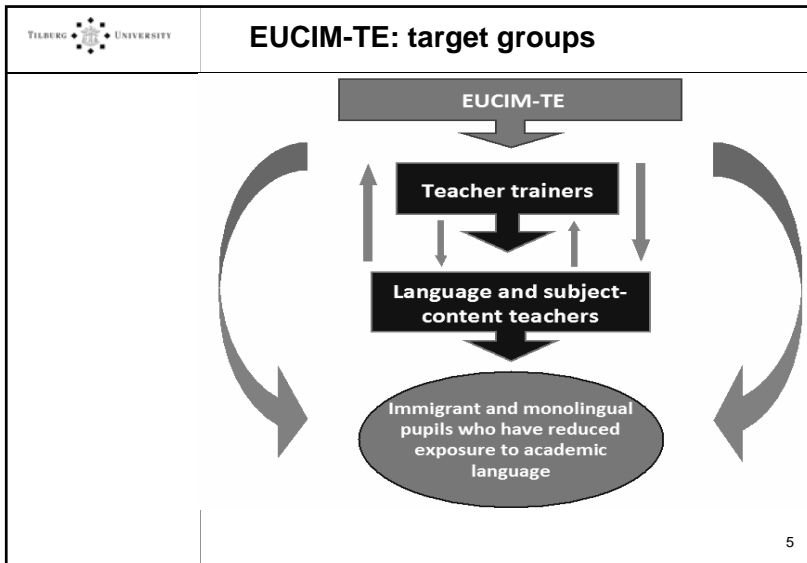 TILBURG UNIVERSITY
EUCIM-TE: target groups
EUCIM-TE
Teacher trainers
Language and subject-
content teachers
Immigrant and monolingual
pupils who have reduced
exposure to academic
language
5